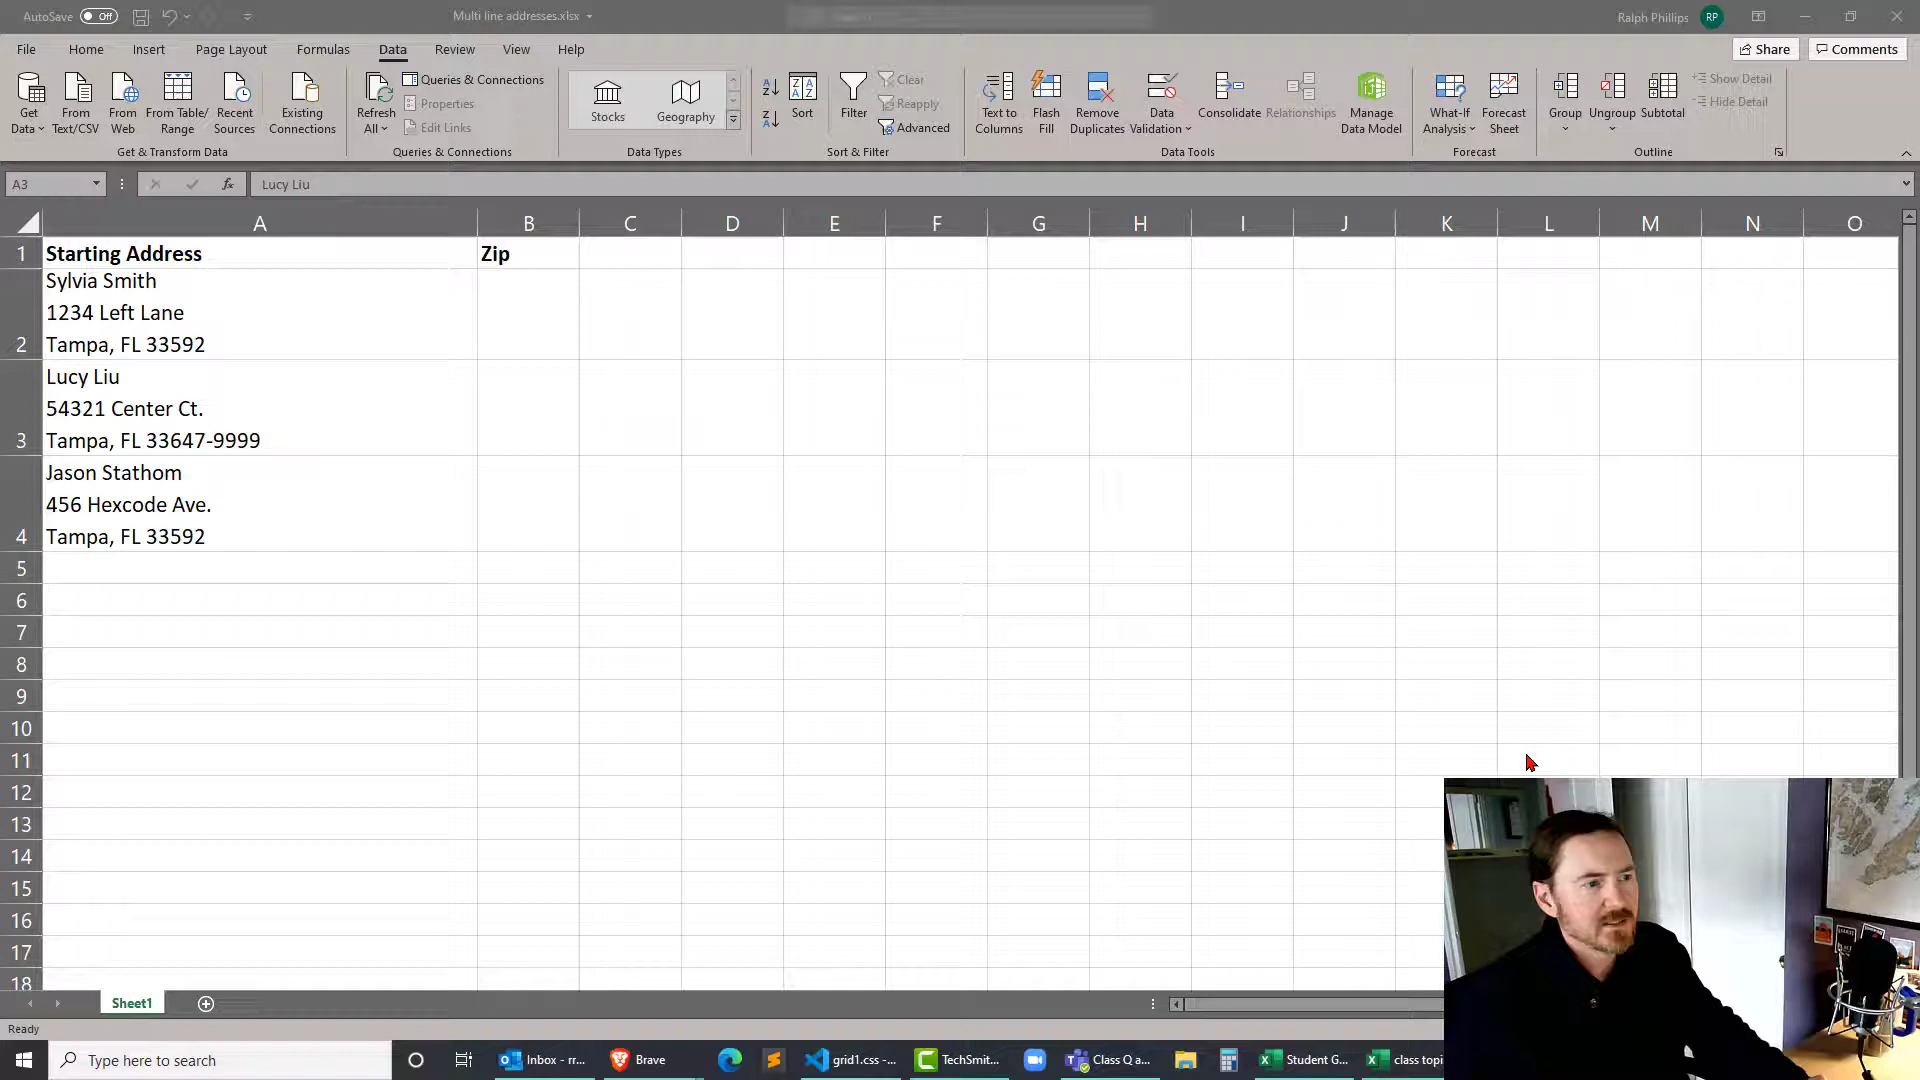 AutoSave Off
Multi line addresses.xlsx
Ralph Phillips RP
File Home Insert Page Layout Formulas Data Review View Help
Share Comments
Get Data
From Text/CSV
From Web
From Table/ Range
Recent Sources
Existing Connections
Get & Transform Data
Refresh All
Queries & Connections
Properties
Edit Links
Queries & Connections
Stocks
Geography
Data Types
Sort
Filter
Clear
Reapply
Advanced
Sort & Filter
Text to Columns
Flash Fill
Remove Duplicates
Data Validation
Consolidate
Relationships
Manage Data Model
Data Tools
What-If Analysis
Forecast Sheet
Forecast
Group
Ungroup
Subtotal
Show Detail
Hide Detail
Outline
A3
fx
Lucy Liu
A B C D E F G H I J K L M N O
1 Starting Address Zip
Sylvia Smith
1234 Left Lane
2 Tampa, FL 33592
Lucy Liu
54321 Center Ct.
3 Tampa, FL 33647-9999
Jason Stathom
456 Hexcode Ave.
4 Tampa, FL 33592
5
6
7
8
9
10
11
12
13
14
15
16
17
18
Sheet1
Ready
Type here to search
Inbox - rr...
Brave
grid1.css -...
TechSmit...
Class Q a...
Student G...
class topi